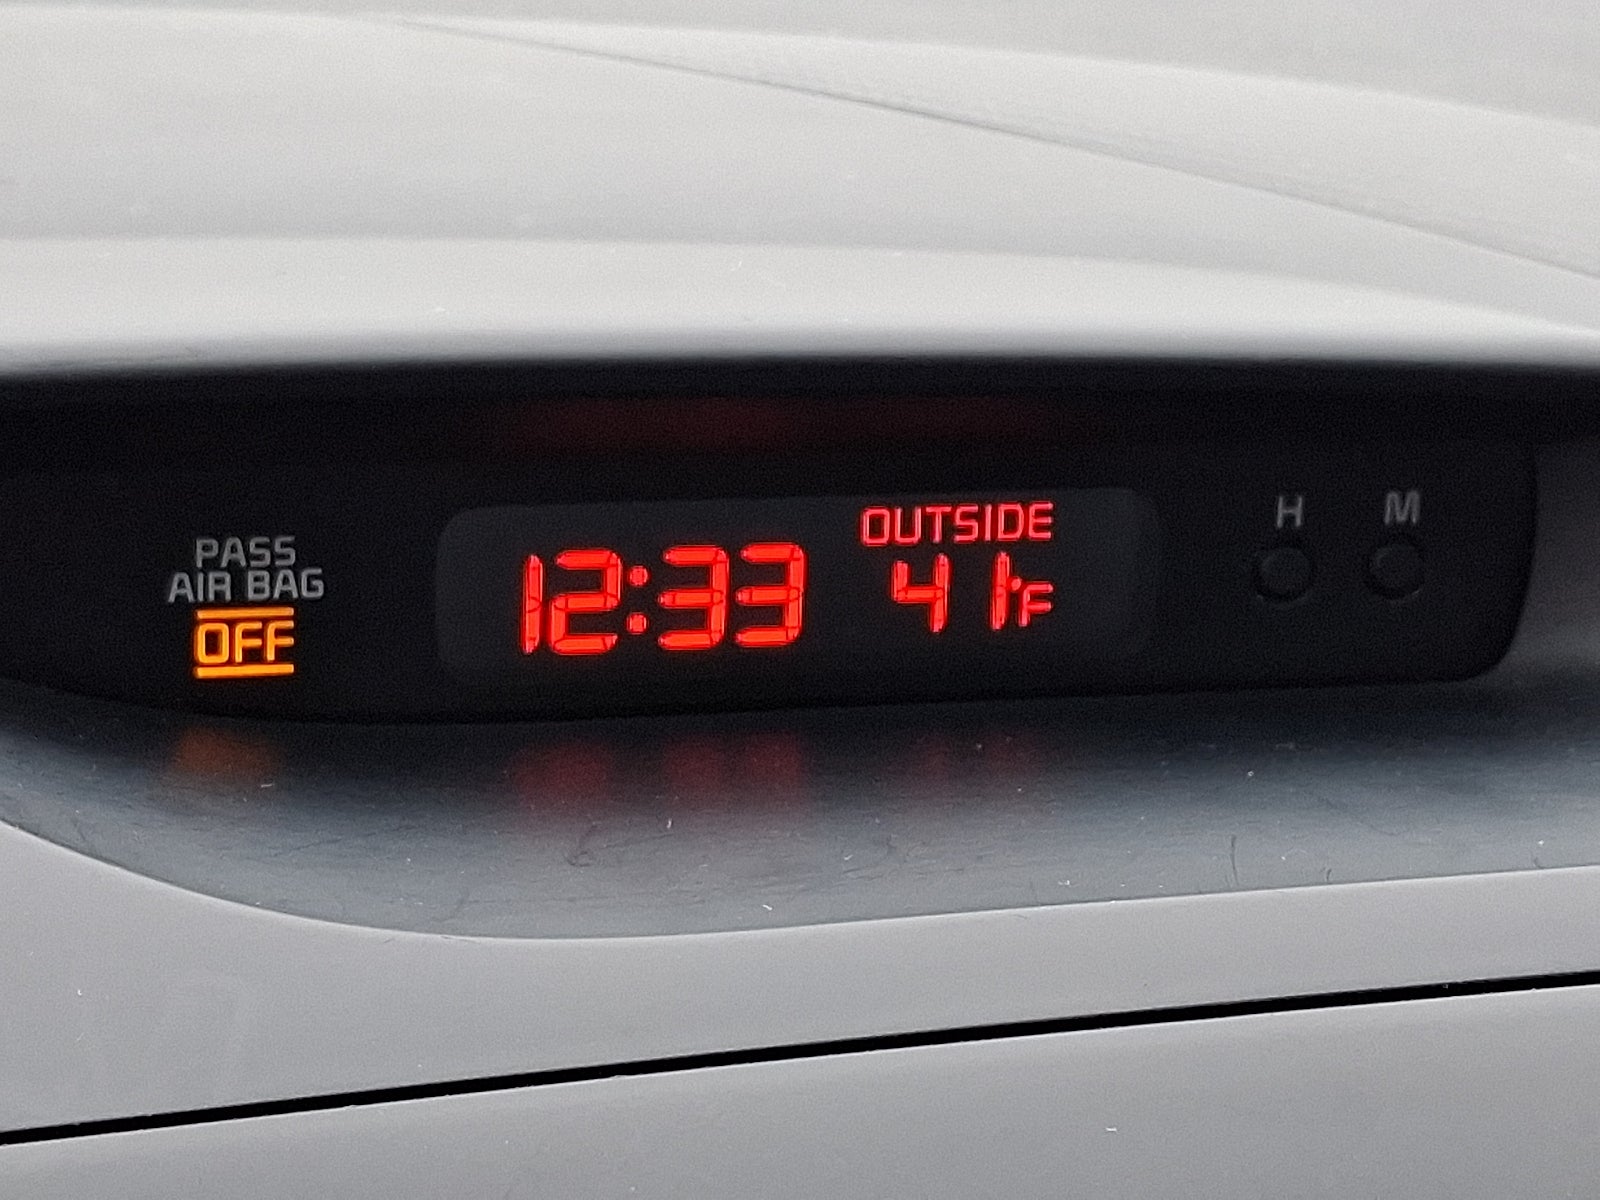 PASS
AIR BAG
OFF
12:33
OUTSIDE
41°F
H M